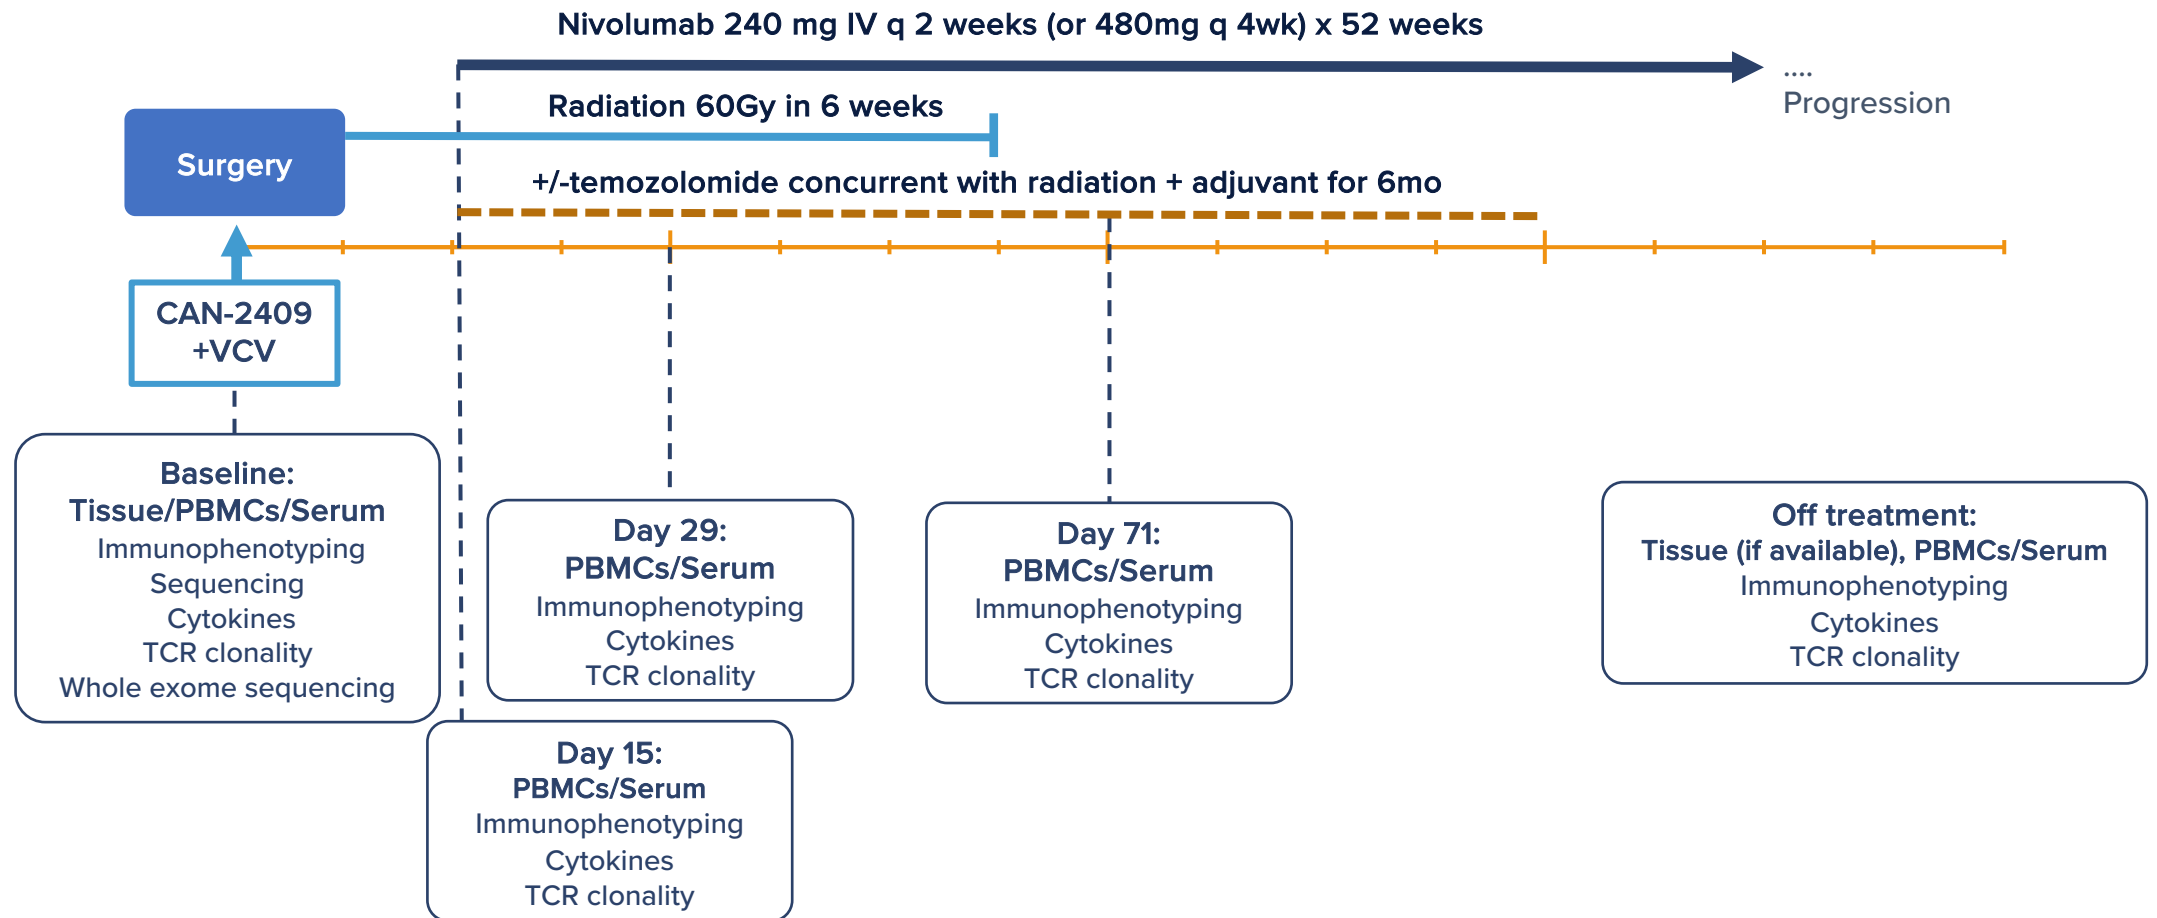 Nivolumab 240 mg IV q 2 weeks (or 480mg q 4wk) x 52 weeks
....
Progression
Radiation 60Gy in 6 weeks
Surgery
+/-temozolomide concurrent with radiation + adjuvant for 6mo
CAN-2409
+VCV
Baseline:
Tissue/PBMCs/Serum
Immunophenotyping
Sequencing
Cytokines
TCR clonality
Whole exome sequencing
Day 15:
PBMCs/Serum
Immunophenotyping
Cytokines
TCR clonality
Day 29:
PBMCs/Serum
Immunophenotyping
Cytokines
TCR clonality
Day 71:
PBMCs/Serum
Immunophenotyping
Cytokines
TCR clonality
Off treatment:
Tissue (if available), PBMCs/Serum
Immunophenotyping
Cytokines
TCR clonality